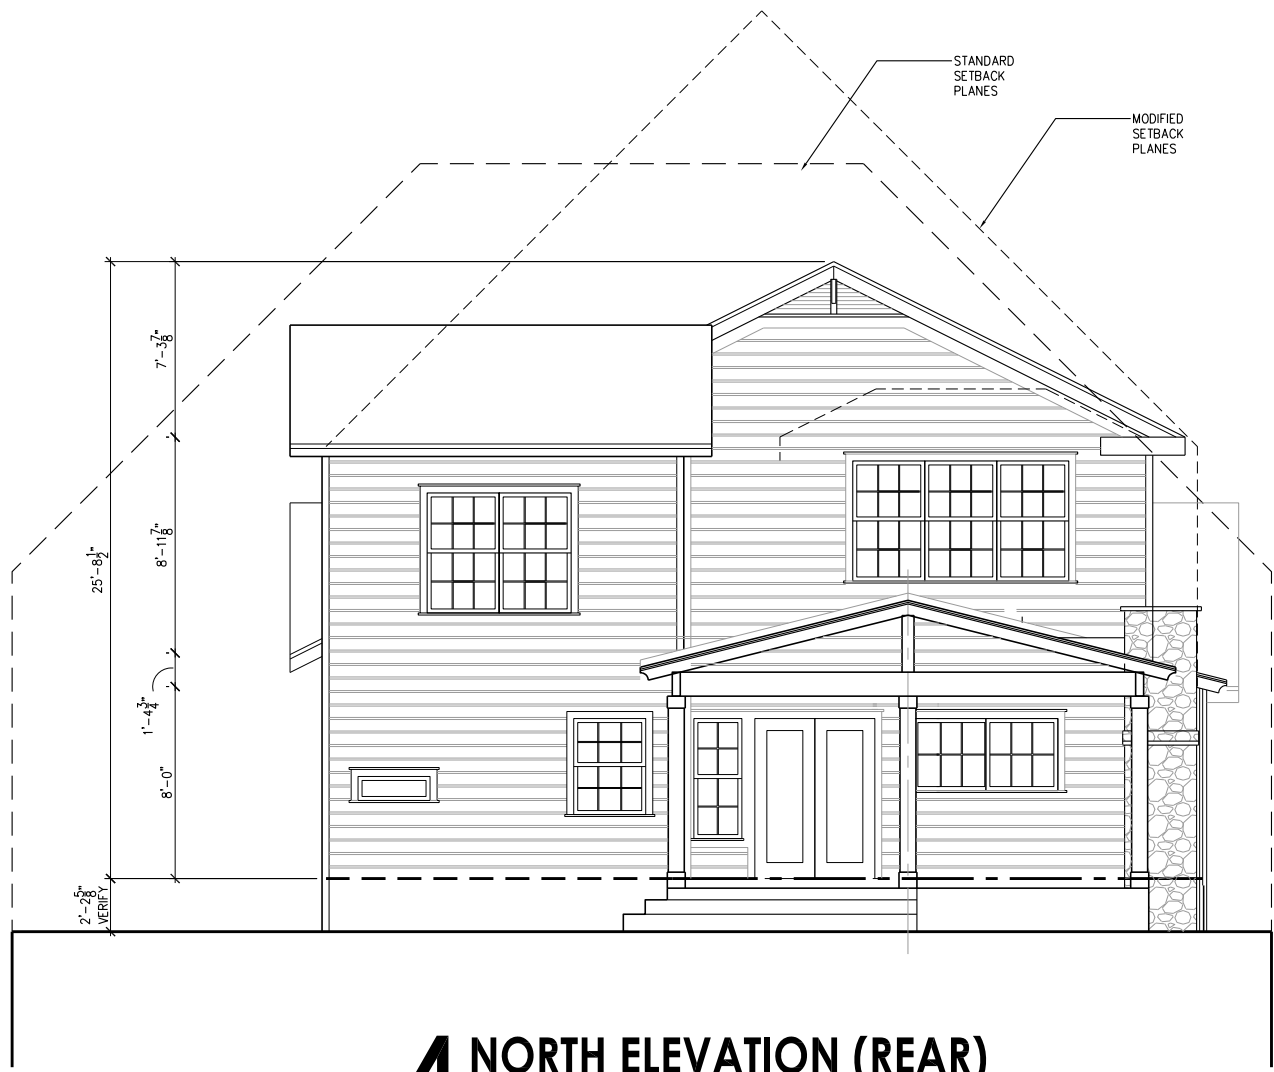 STANDARD
SETBACK
PLANES
MODIFIED
SETBACK
PLANES
7'-3 7/8"
8'-11 7/8"
25'-8 1/2"
1'-4 3/4"
8'-0"
2'-2 5/8"
VERIFY
4 NORTH ELEVATION (REAR)